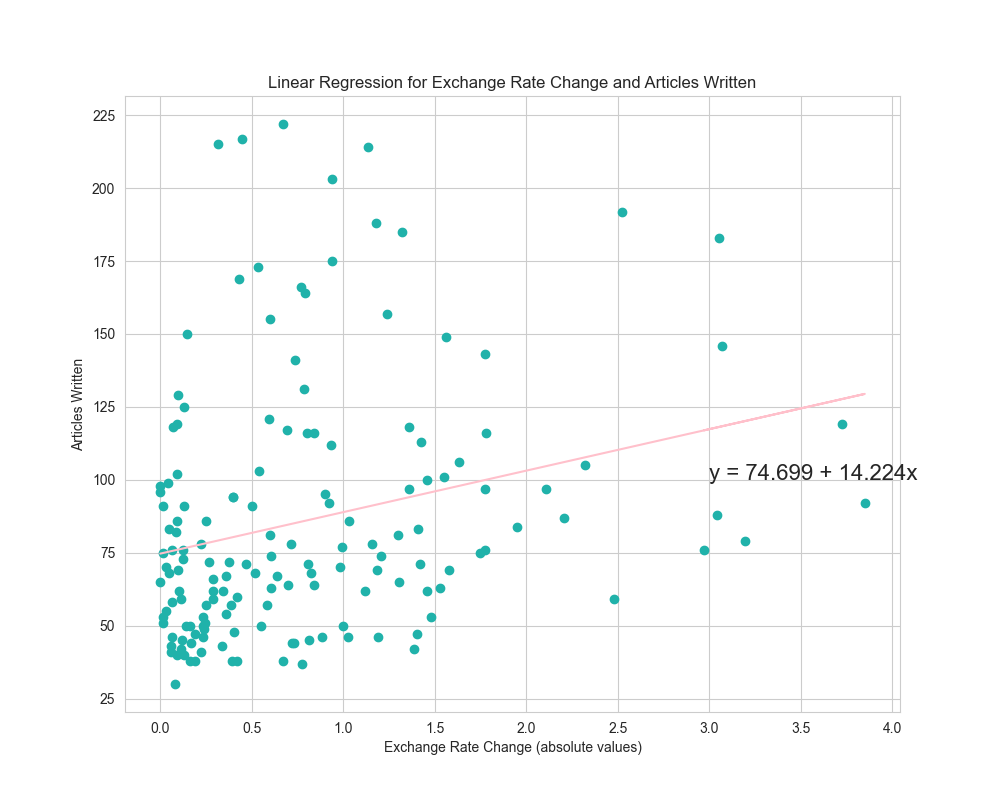 Linear Regression for Exchange Rate Change and Articles Written
225
200
175
150
125
100
75
50
25
Articles Written
y = 74.699 + 14.224x
0.0 0.5 1.0 1.5 2.0 2.5 3.0 3.5 4.0
Exchange Rate Change (absolute values)